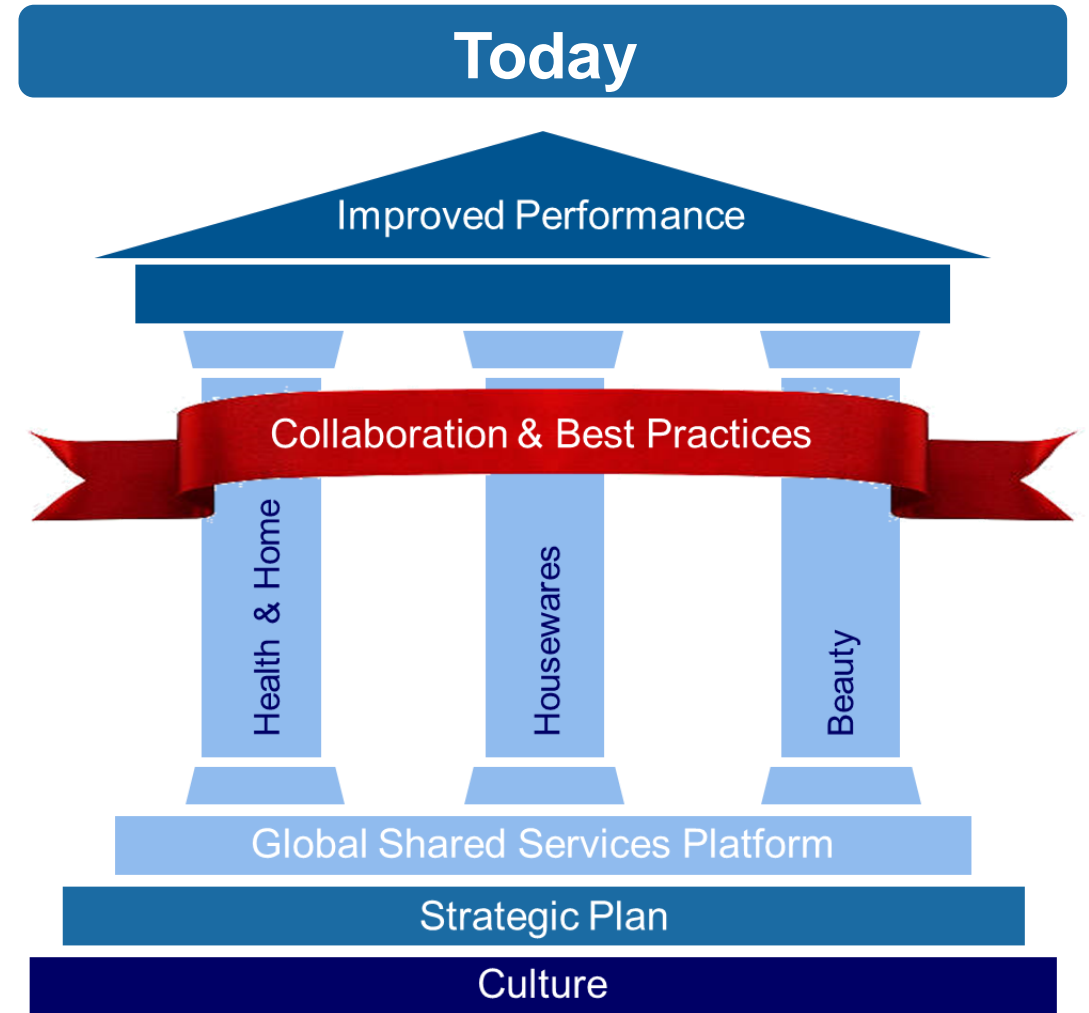 Today
Improved Performance
Collaboration & Best Practices
Health & Home
Housewares
Beauty
Global Shared Services Platform
Strategic Plan
Culture